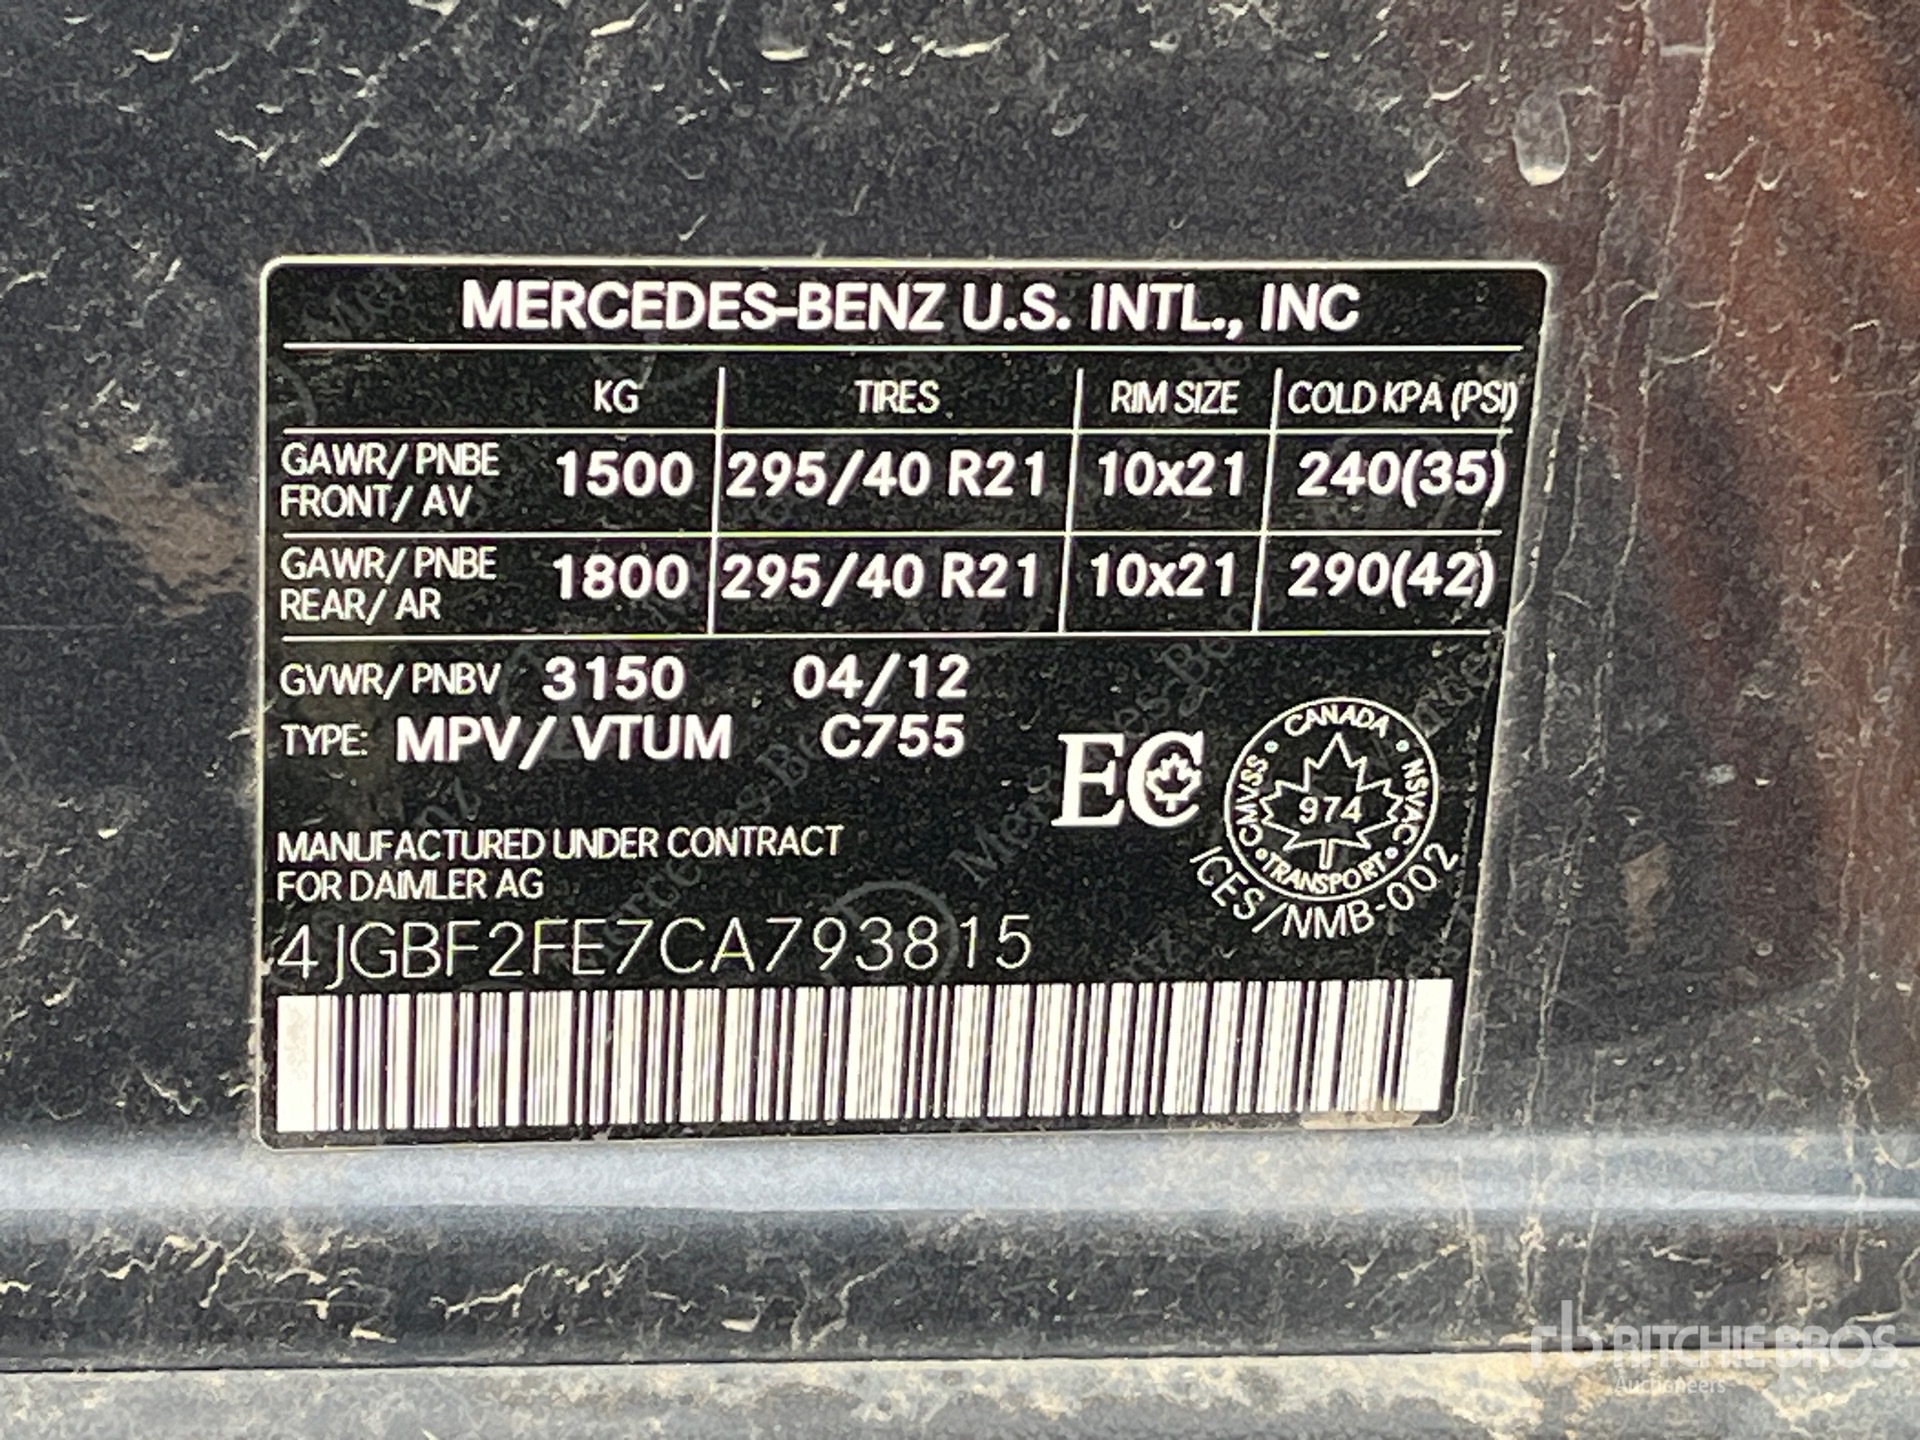 MERCEDES-BENZ U.S. INTL., INC
KG TIRES RIM SIZE COLD KPA (PSI)
GAWR/ PNBE FRONT/ AV 1500 295/40 R21 10x21 240(35)
GAWR/ PNBE REAR/ AR 1800 295/40 R21 10x21 290(42)
GVWR/ PNBV 3150 04/12
TYPE: MPV/ VTUM C755
EC
CANADA
CMVSS 974 NSVAC
TRANSPORT
ICES/NMB-002
MANUFACTURED UNDER CONTRACT
FOR DAIMLER AG
4JGBF2FE7CA793815
rb RITCHIE BROS.
Auctioneers